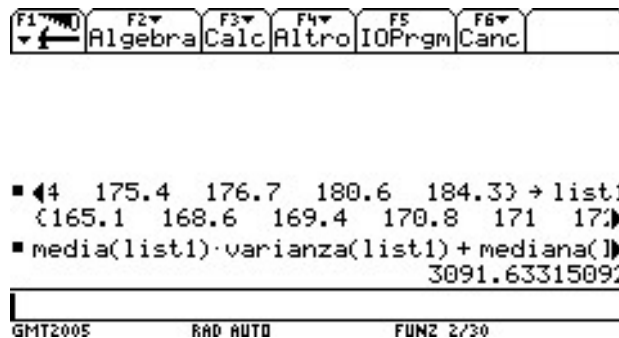 F1 F2 Algebra F3 Calc F4 Altro F5 IOPrgm F6 Canc
4 175.4 176.7 180.6 184.3} → list1
{165.1 168.6 169.4 170.8 171 17
media(list1)·varianza(list1) + mediana(
3091.63315092
GMT2005 RAD AUTO FUNZ 2/30